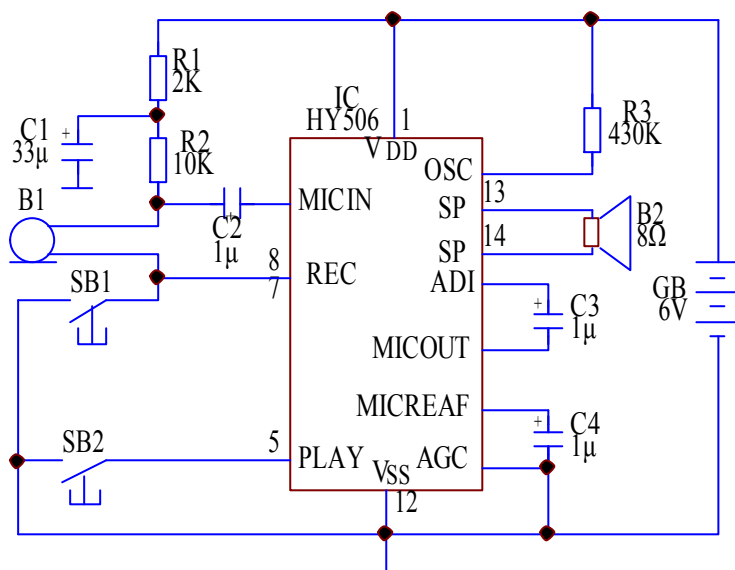 R1
2K
IC
HY506
1
R3
430K
C1
+
33μ
R2
10K
VDD
OSC
13
B1
MICIN
SP
B2
8Ω
+
C2
1μ
14
SP
8
7
REC
ADI
SB1
+
C3
1μ
GB
6V
MICOUT
MICREAF
+
C4
1μ
SB2
5
PLAY
VSS
AGC
12